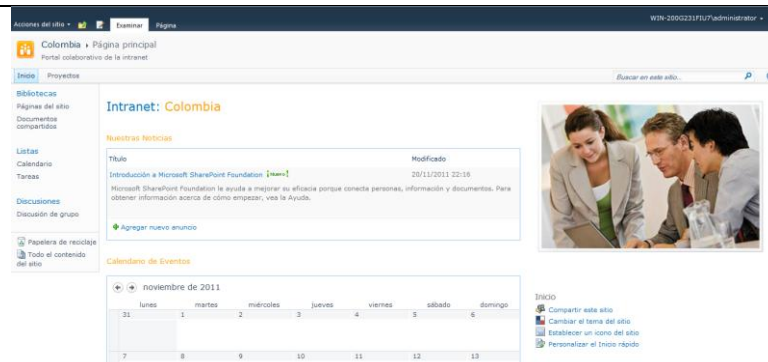 Acciones del sitio
Examinar
Página
WIN-200G231FIU7\administrator
Colombia ▸ Página principal
Portal colaborativo de la intranet
Inicio
Proyectos
Buscar en este sitio...
Bibliotecas
Páginas del sitio
Documentos
compartidos
Listas
Calendario
Tareas
Discusiones
Discusión de grupo
Papelera de reciclaje
Todo el contenido
del sitio
Intranet: Colombia
Nuestras Noticias
Título Modificado
Introducción a Microsoft SharePoint Foundation ¡Nuevo! 20/11/2011 22:16
Microsoft SharePoint Foundation le ayuda a mejorar su eficacia porque conecta personas, información y documentos. Para
obtener información acerca de cómo empezar, vea la Ayuda.
Agregar nuevo anuncio
Calendario de Eventos
noviembre de 2011
lunes martes miércoles jueves viernes sábado domingo
31 1 2 3 4 5 6
7 8 9 10 11 12 13
Inicio
Compartir este sitio
Cambiar el tema del sitio
Establecer un icono del sitio
Personalizar el Inicio rápido